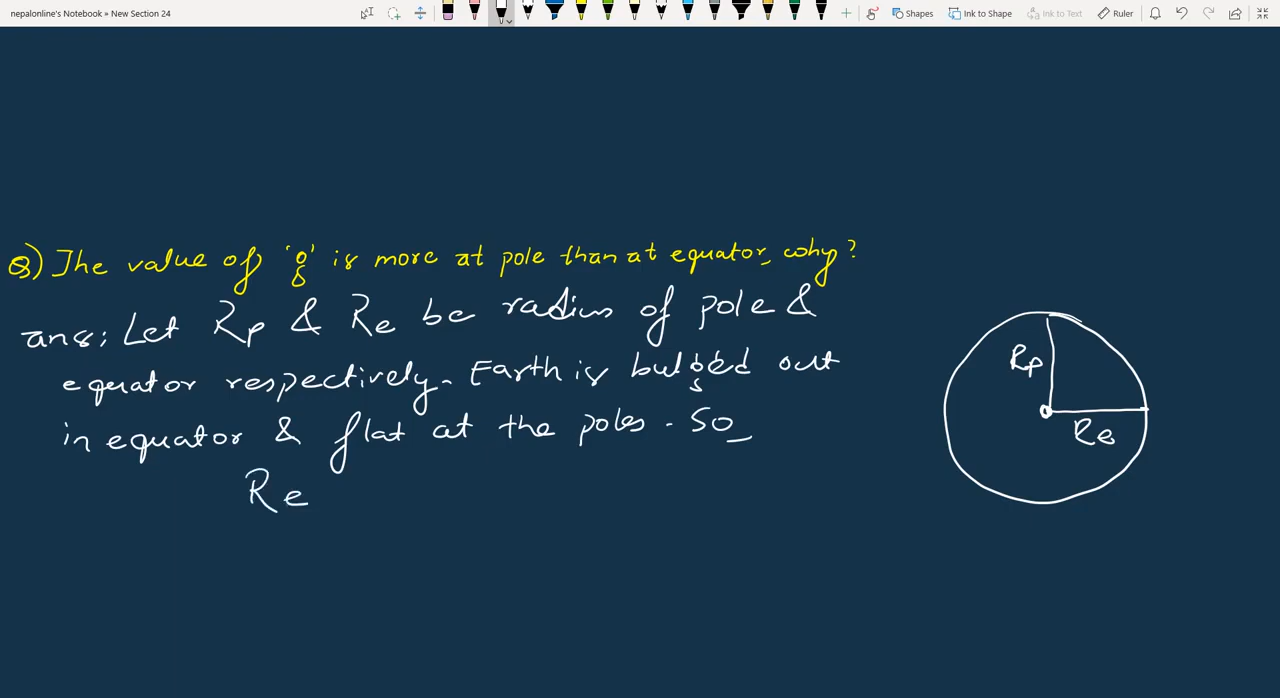 nepalonline's Notebook » New Section 24
Shapes
Ink to Shape
Ink to Text
Ruler
Q) The value of 'g' is more at pole than at equator, why?
ans: Let Rp & Re be radius of pole &
equator respectively. Earth is bulged out
in equator & flat at the poles. So
Re
Rp
Re